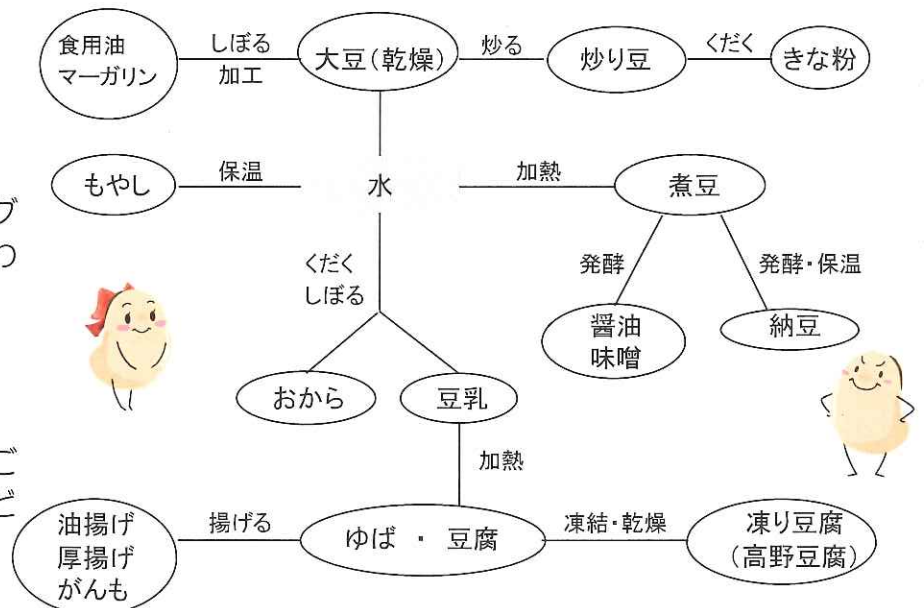 食用油
マーガリン
しぼる
加工
大豆(乾燥)
炒る
炒り豆
くだく
きな粉
もやし
保温
水
加熱
煮豆
くだく
しぼる
発酵
発酵・保温
醤油
味噌
納豆
おから
豆乳
加熱
油揚げ
厚揚げ
がんも
揚げる
ゆば ・ 豆腐
凍結・乾燥
凍り豆腐
(高野豆腐)